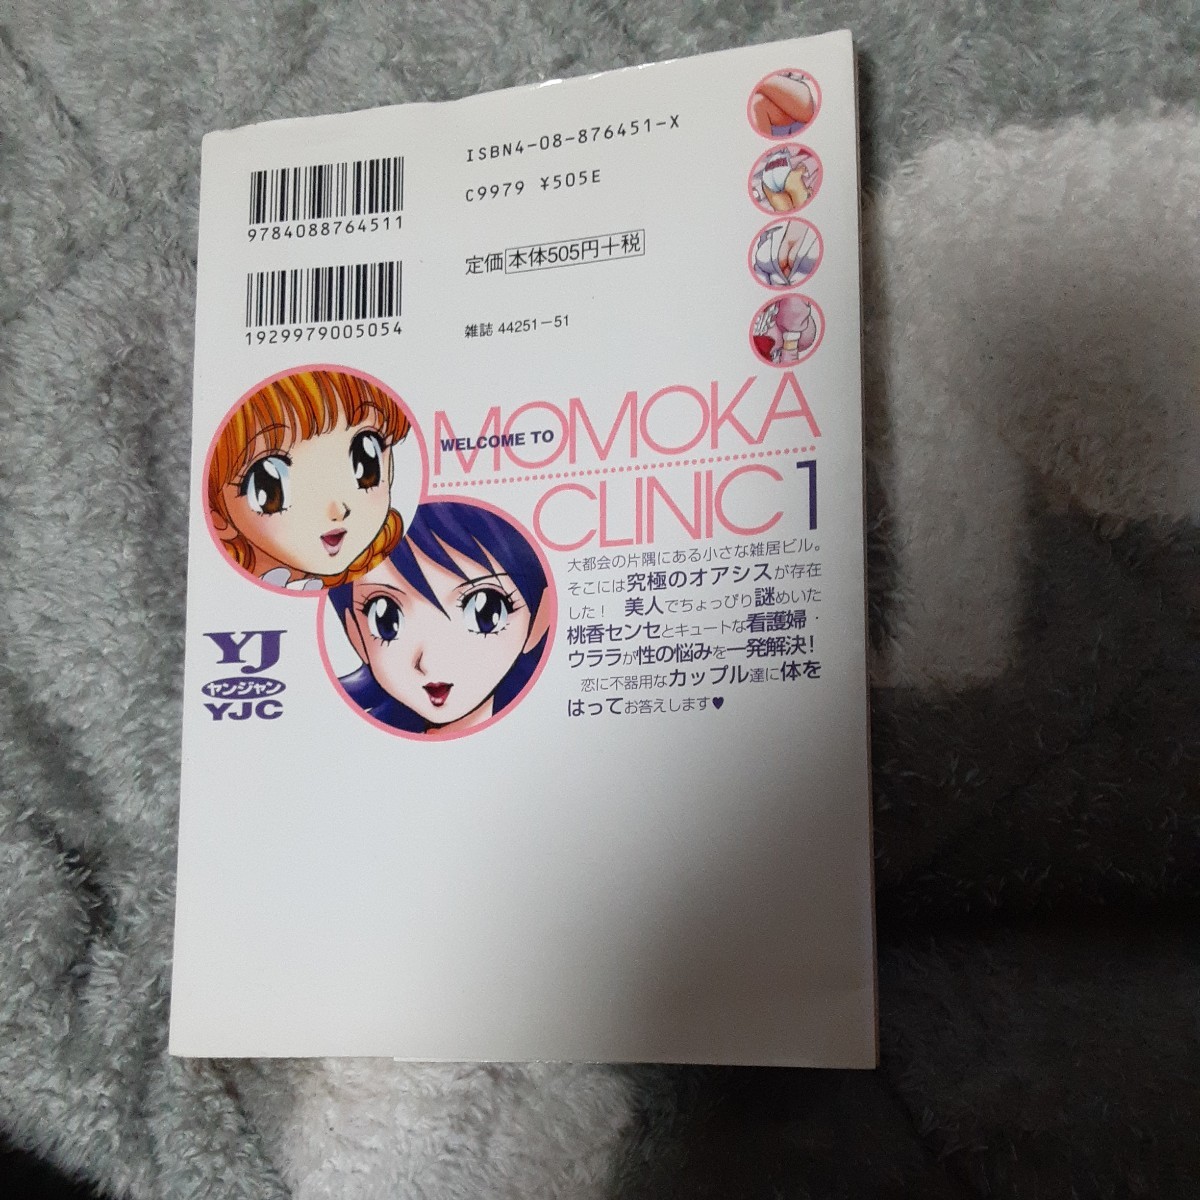 ISBN4-08-876451-X
C9979 ¥505E
9784088764511
定価 本体505円+税
1929979005054
雑誌 44251-51
WELCOME TO
MOMOKA
CLINIC 1
大都会の片隅にある小さな雑居ビル。
そこには究極のオアシスが存在
した! 美人でちょっぴり謎めいた
桃香センセとキュートな看護婦・
ウララが性の悩みを一発解決!
恋に不器用なカップル達に体を
はってお答えします♥
YJ
ヤンジャン
YJC